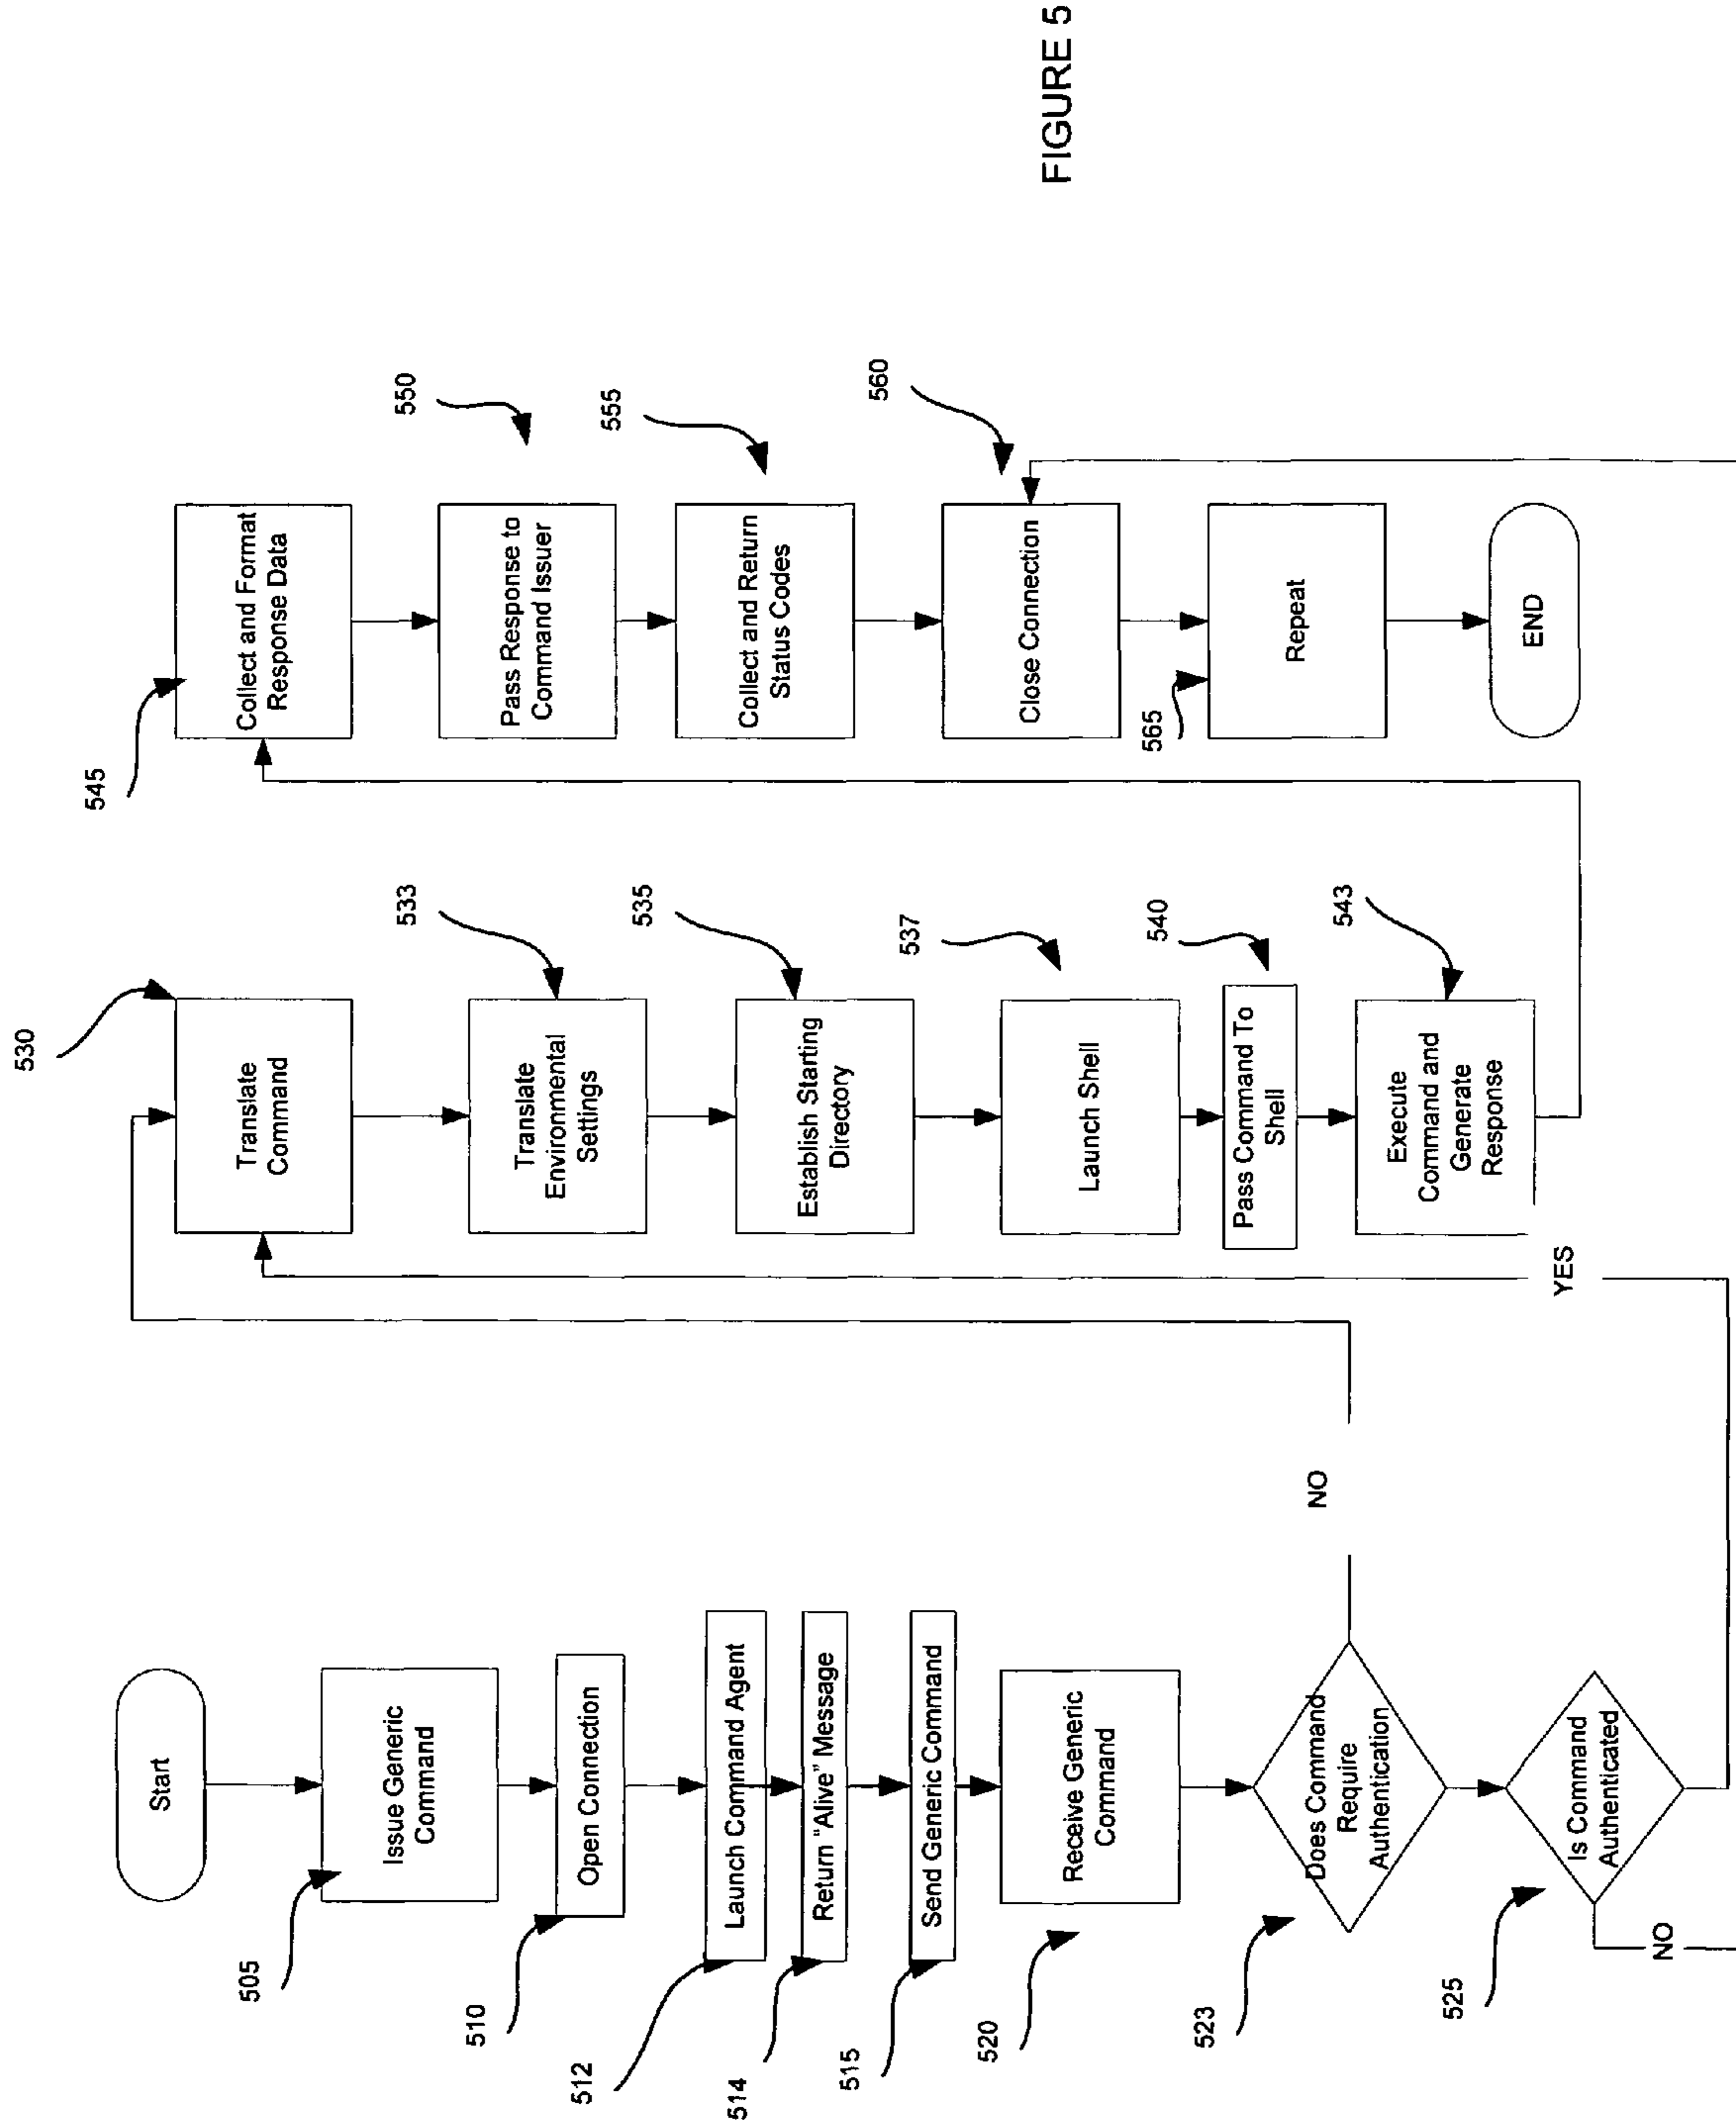 Start
505
Issue Generic
Command
510
Open Connection
512
Launch Command Agent
514
Return "Alive" Message
515
Send Generic Command
520
Receive Generic
Command
523
Does Command
Require
Authentication
NO
525
Is Command
Authenticated
NO
YES
530
Translate
Command
533
Translate
Environmental
Settings
535
Establish Starting
Directory
537
Launch Shell
540
Pass Command To
Shell
543
Execute
Command and
Generate
Response
545
Collect and Format
Response Data
550
Pass Response to
Command Issuer
555
Collect and Return
Status Codes
560
Close Connection
565
Repeat
END
FIGURE 5